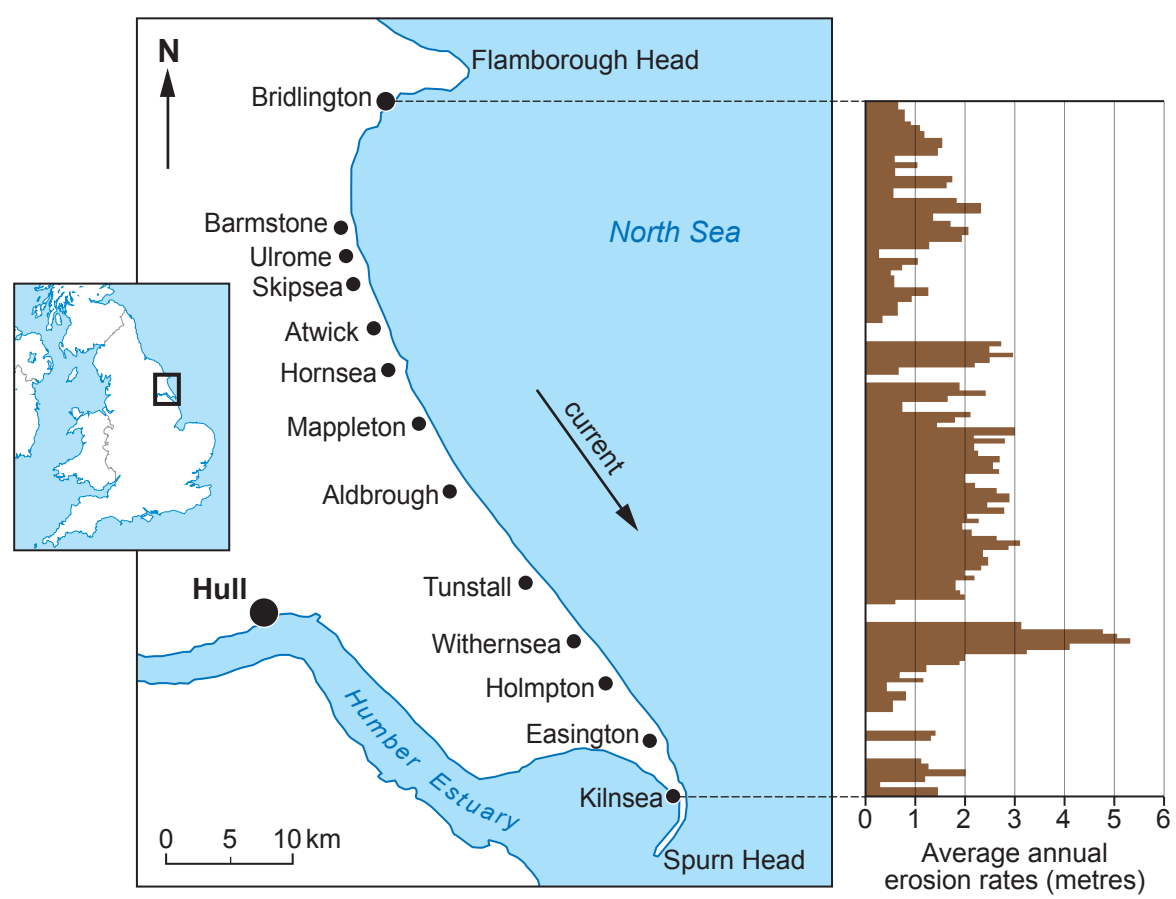 N
Flamborough Head
Bridlington
Barmstone
North Sea
Ulrome
Skipsea
Atwick
Hornsea
current
Mappleton
Aldbrough
Tunstall
Hull
Withernsea
Holmpton
Humber Estuary
Easington
Kilnsea
0 5 10 km
Spurn Head
0 1 2 3 4 5 6
Average annual
erosion rates (metres)